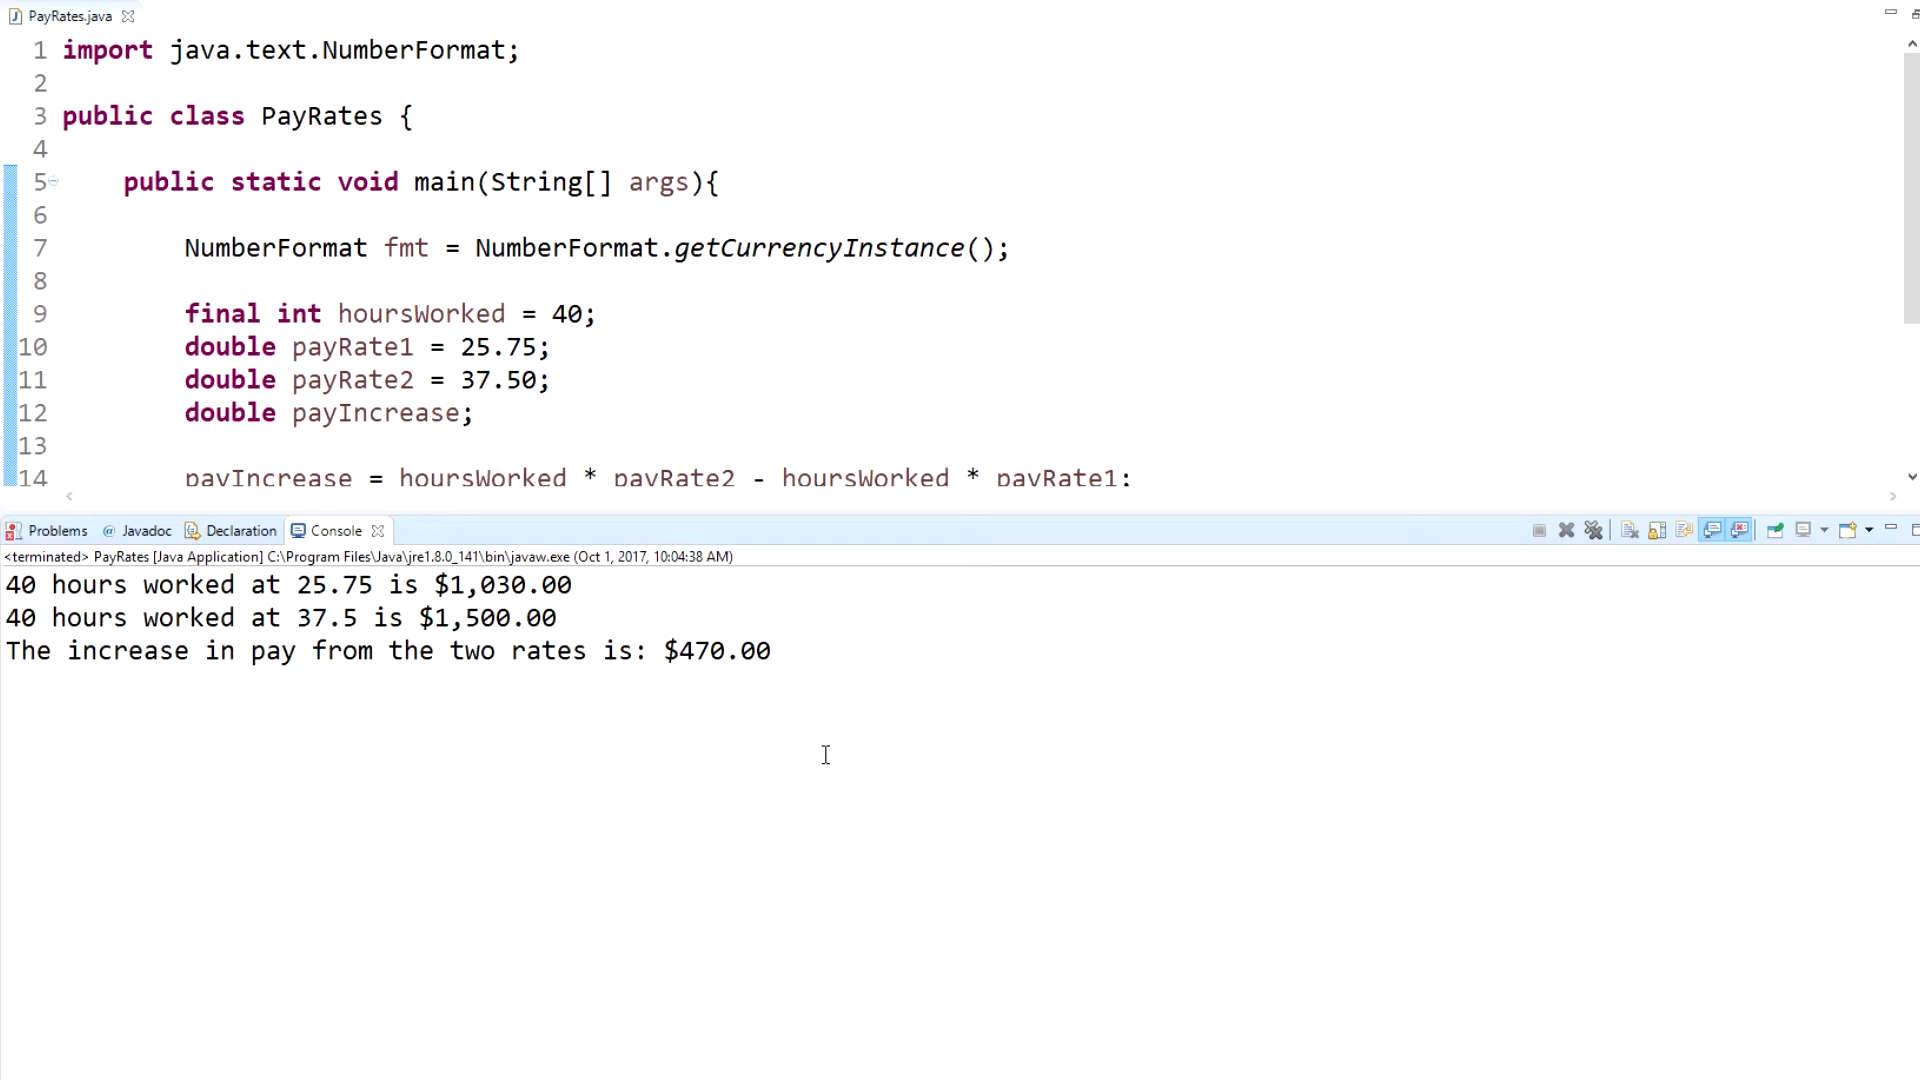 PayRates.java
1 import java.text.NumberFormat;
2
3 public class PayRates {
4
5 public static void main(String[] args){
6
7 NumberFormat fmt = NumberFormat.getCurrencyInstance();
8
9 final int hoursWorked = 40;
10 double payRate1 = 25.75;
11 double payRate2 = 37.50;
12 double payIncrease;
13
14 payIncrease = hoursWorked * payRate2 - hoursWorked * payRate1;
Problems @ Javadoc Declaration Console
<terminated> PayRates [Java Application] C:\Program Files\Java\jre1.8.0_141\bin\javaw.exe (Oct 1, 2017, 10:04:38 AM)
40 hours worked at 25.75 is $1,030.00
40 hours worked at 37.5 is $1,500.00
The increase in pay from the two rates is: $470.00